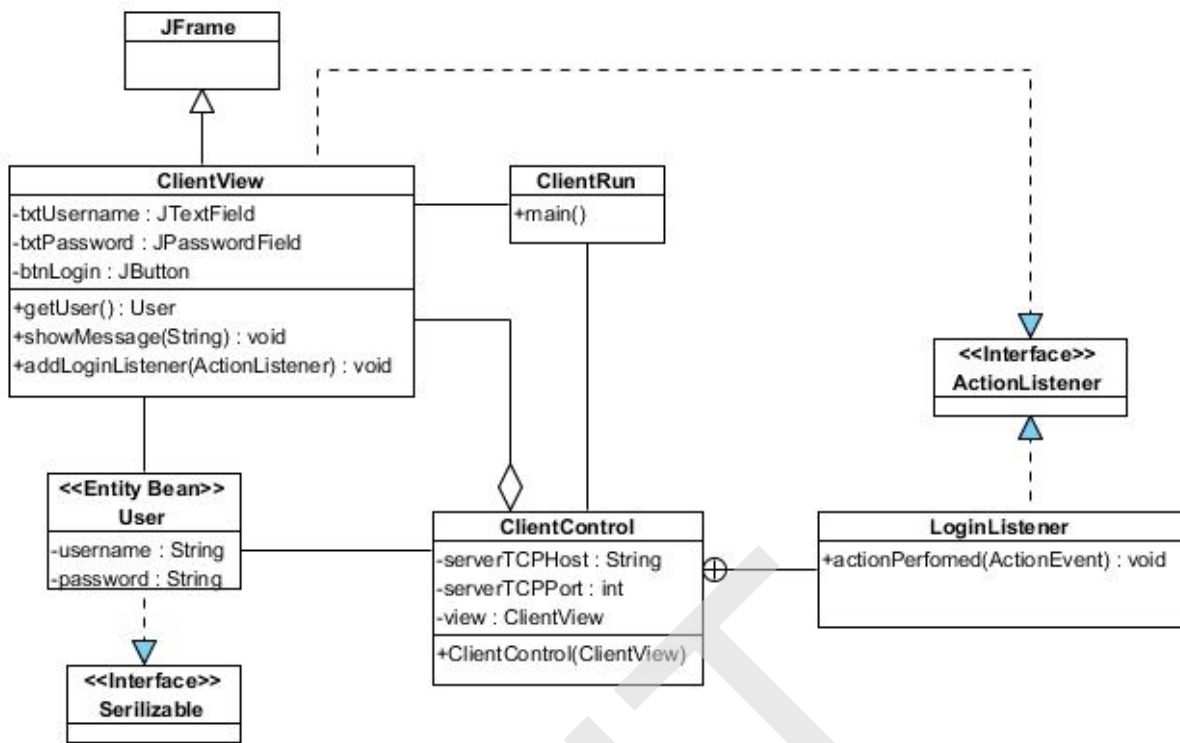 JFrame
ClientView
-txtUsername : JTextField
-txtPassword : JPasswordField
-btnLogin : JButton
+getUser() : User
+showMessage(String) : void
+addLoginListener(ActionListener) : void
ClientRun
+main()
<<Interface>>
ActionListener
<<Entity Bean>>
User
-username : String
-password : String
ClientControl
-serverTCPHost : String
-serverTCPPort : int
-view : ClientView
+ClientControl(ClientView)
LoginListener
+actionPerfomed(ActionEvent) : void
<<Interface>>
Serilizable